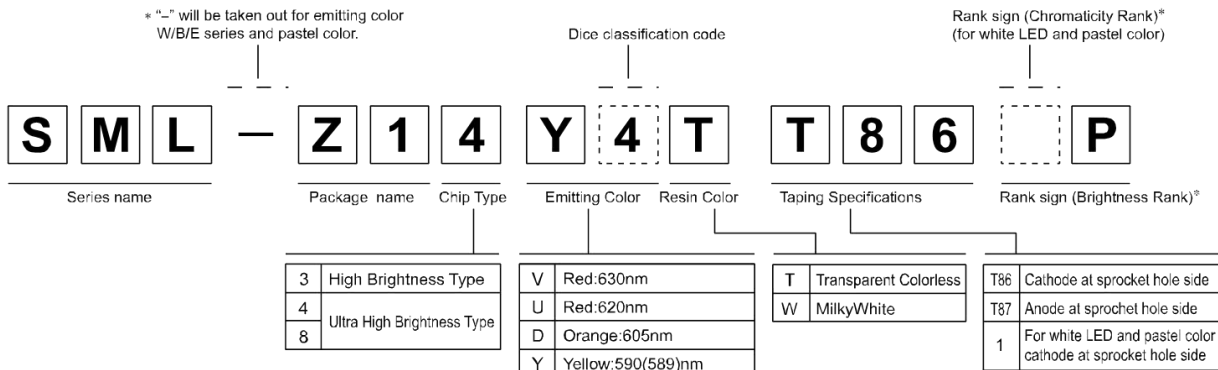 * “–” will be taken out for emitting color
W/B/E series and pastel color.
Dice classification code
Rank sign (Chromaticity Rank)*
(for white LED and pastel color)
S M L — Z 1 4 Y 4 T T 8 6 P
Series name Package name Chip Type Emitting Color Resin Color Taping Specifications Rank sign (Brightness Rank)*
3 High Brightness Type
4
8
Ultra High Brightness Type
V Red:630nm
U Red:620nm
D Orange:605nm
Y Yellow:590(589)nm
T Transparent Colorless
W MilkyWhite
T86 Cathode at sprocket hole side
T87 Anode at sprochet hole side
1 For white LED and pastel color
cathode at sprocket hole side